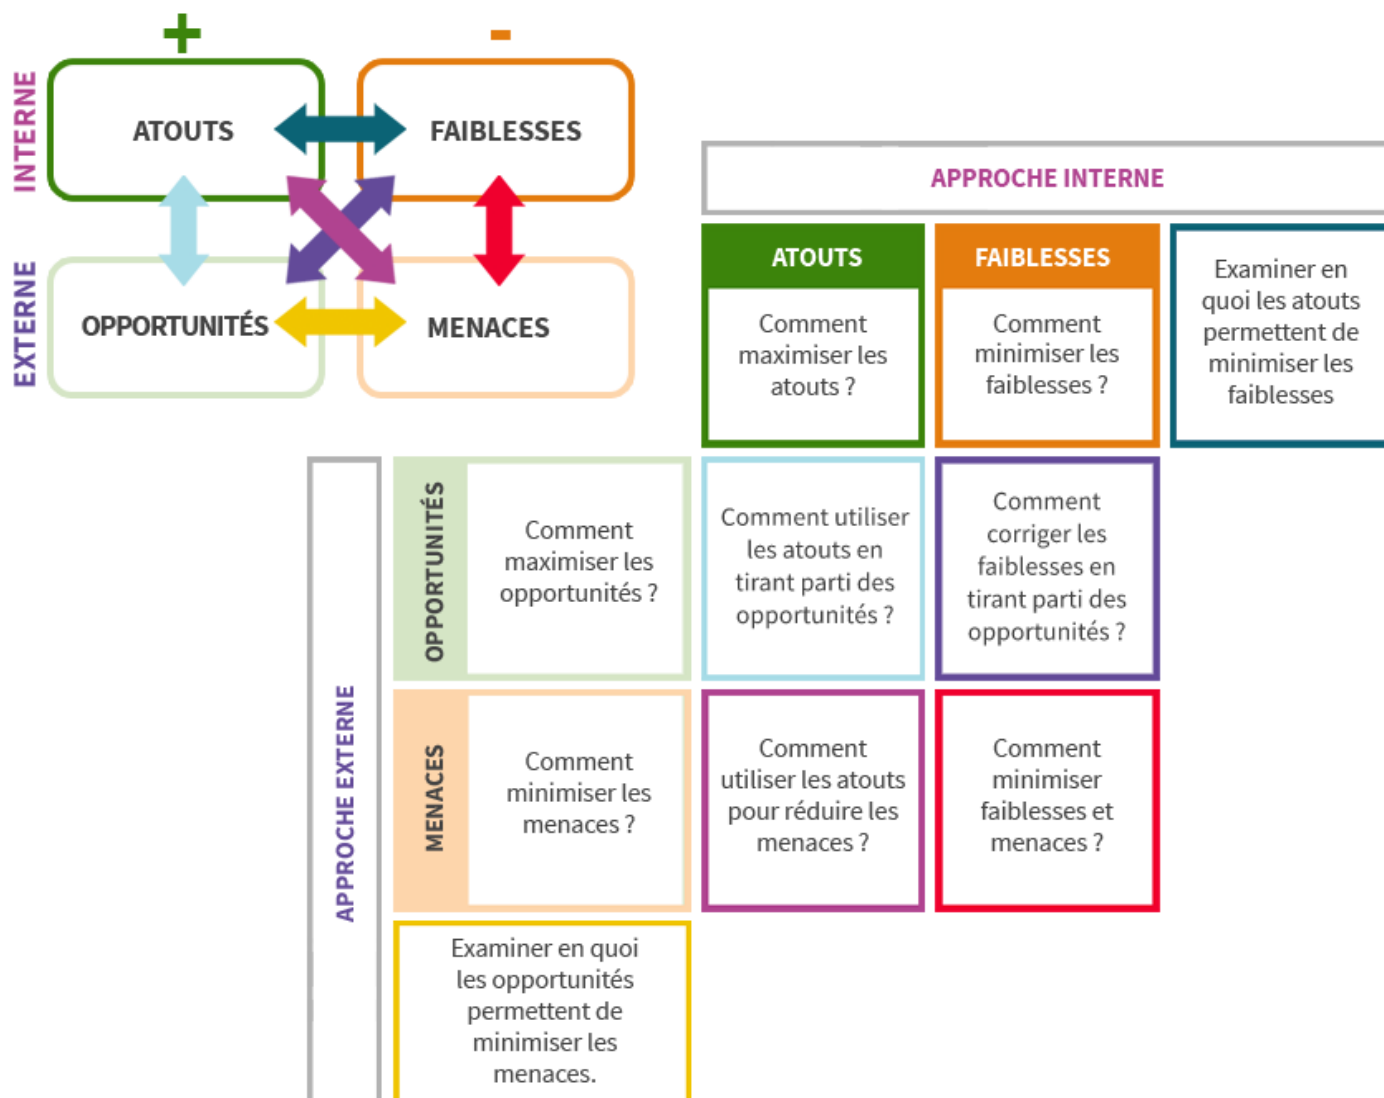 +
-
INTERNE
ATOUTS
FAIBLESSES
EXTERNE
OPPORTUNITÉS
MENACES
APPROCHE INTERNE
ATOUTS
Comment
maximiser les
atouts ?
FAIBLESSES
Comment
minimiser les
faiblesses ?
Examiner en
quoi les atouts
permettent de
minimiser les
faiblesses
APPROCHE EXTERNE
OPPORTUNITÉS
Comment
maximiser les
opportunités ?
Comment utiliser
les atouts en
tirant parti des
opportunités ?
Comment
corriger les
faiblesses en
tirant parti des
opportunités ?
MENACES
Comment
minimiser les
menaces ?
Comment
utiliser les atouts
pour réduire les
menaces ?
Comment
minimiser
faiblesses et
menaces ?
Examiner en quoi
les opportunités
permettent de
minimiser les
menaces.